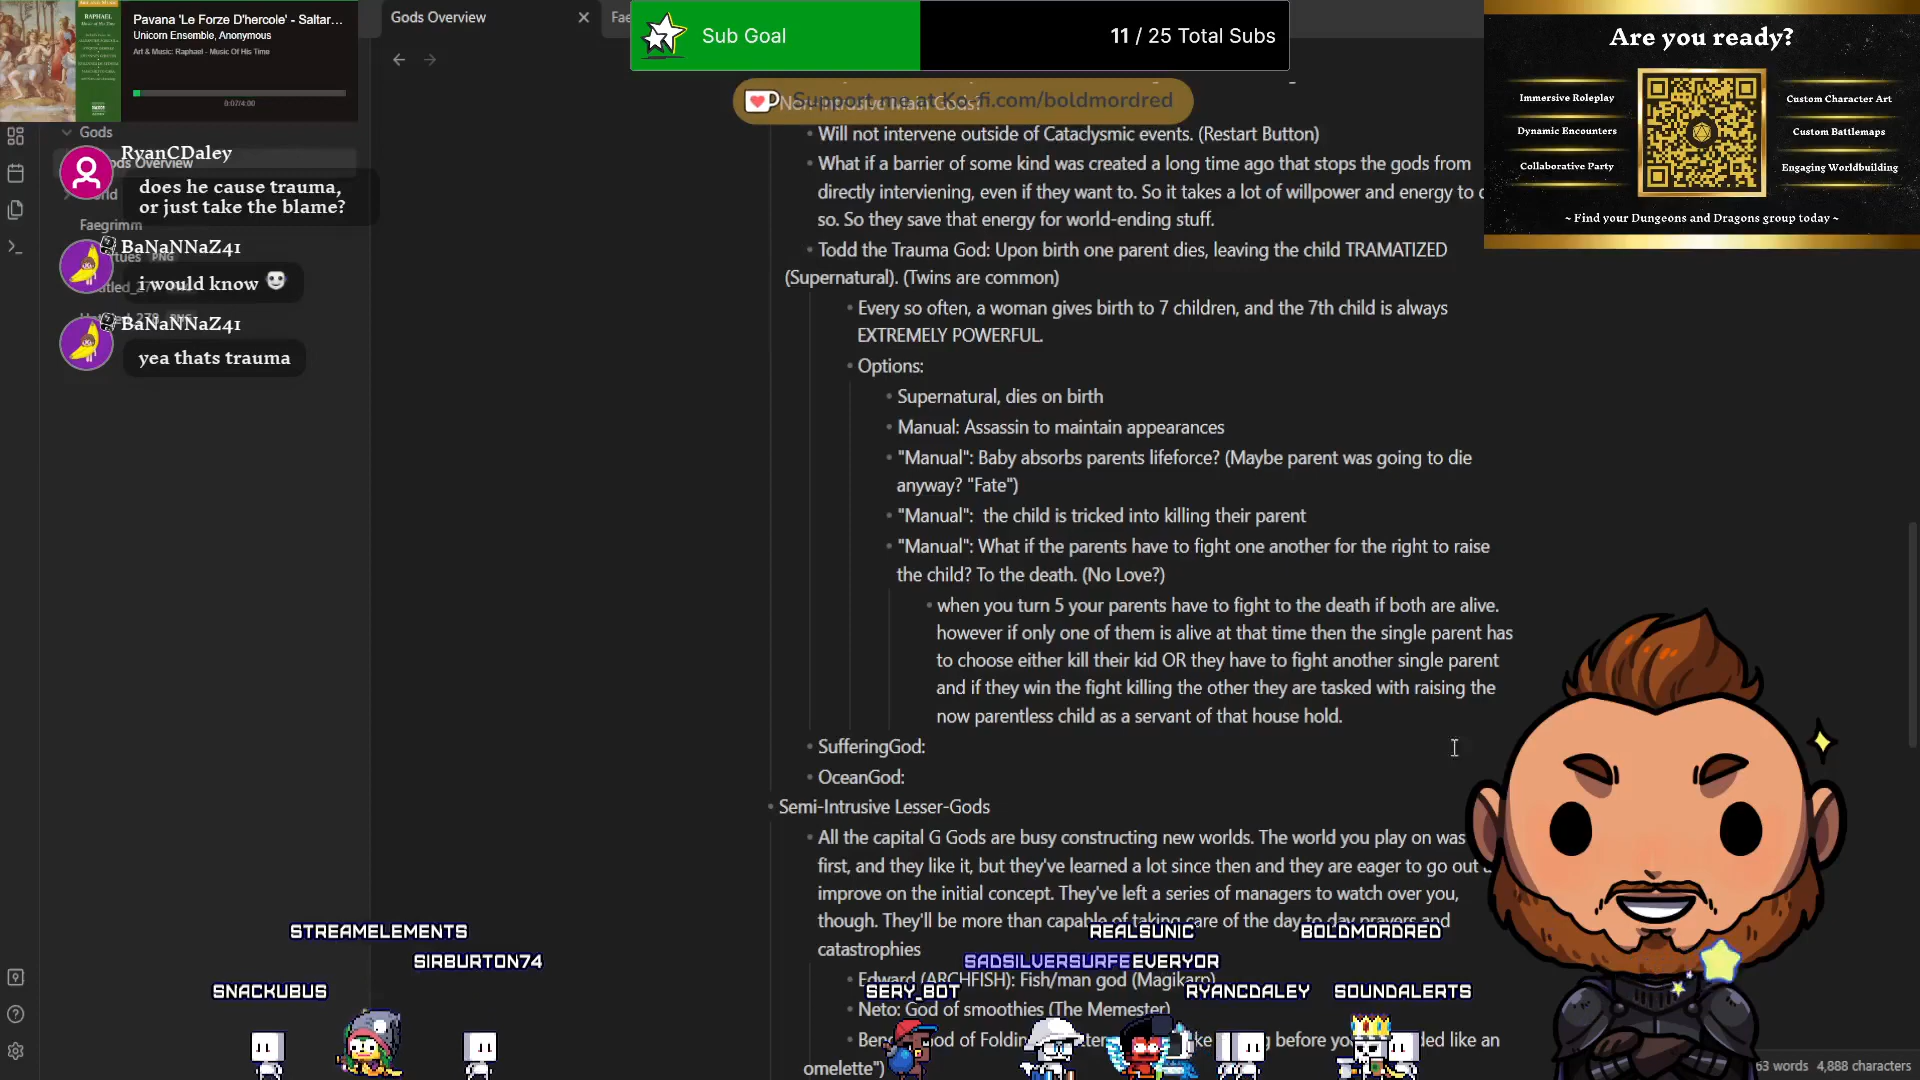 Pavana 'Le Forze D'hercole' - Saltar...
Unicorn Ensemble, Anonymous
Art & Music: Raphael - Music Of His Time
0:07/4:00
RAPHAEL
Gods Overview
Sub Goal
11 / 25 Total Subs
Support me at Ko-fi.com/boldmordred
Are you ready?
Immersive Roleplay
Dynamic Encounters
Collaborative Party
Custom Character Art
Custom Battlemaps
Engaging Worldbuilding
~ Find your Dungeons and Dragons group today ~
Gods
RyanCDaley
does he cause trauma,
or just take the blame?
Faegrimm
BaNaNNaZ41
PNG
i would know
BaNaNNaZ41
yea thats trauma
Will not intervene outside of Cataclysmic events. (Restart Button)
What if a barrier of some kind was created a long time ago that stops the gods from
directly interviening, even if they want to. So it takes a lot of willpower and energy to
so. So they save that energy for world-ending stuff.
Todd the Trauma God: Upon birth one parent dies, leaving the child TRAMATIZED
(Supernatural). (Twins are common)
Every so often, a woman gives birth to 7 children, and the 7th child is always
EXTREMELY POWERFUL.
Options:
Supernatural, dies on birth
Manual: Assassin to maintain appearances
"Manual": Baby absorbs parents lifeforce? (Maybe parent was going to die
anyway? "Fate")
"Manual":  the child is tricked into killing their parent
"Manual": What if the parents have to fight one another for the right to raise
the child? To the death. (No Love?)
when you turn 5 your parents have to fight to the death if both are alive.
however if only one of them is alive at that time then the single parent has
to choose either kill their kid OR they have to fight another single parent
and if they win the fight killing the other they are tasked with raising the
now parentless child as a servant of that house hold.
SufferingGod:
OceanGod:
Semi-Intrusive Lesser-Gods
All the capital G Gods are busy constructing new worlds. The world you play on was
first, and they like it, but they've learned a lot since then and they are eager to go out
improve on the initial concept. They've left a series of managers to watch over you,
though. They'll be more than capable of taking care of the day to day prayers and
catastrophies
Edward (ARCHFISH): Fish/man god (Magikarp)
Neto: God of smoothies (The Memester)
omelette")
STREAMELEMENTS
SIRBURTON74
SNACKUBUS
REALSUNIC
BOLDMORDRED
SADSILVERSURFE
EVERYOR
SERY_BOT
RYANCDALEY
SOUNDALERTS
63 words 4,888 characters